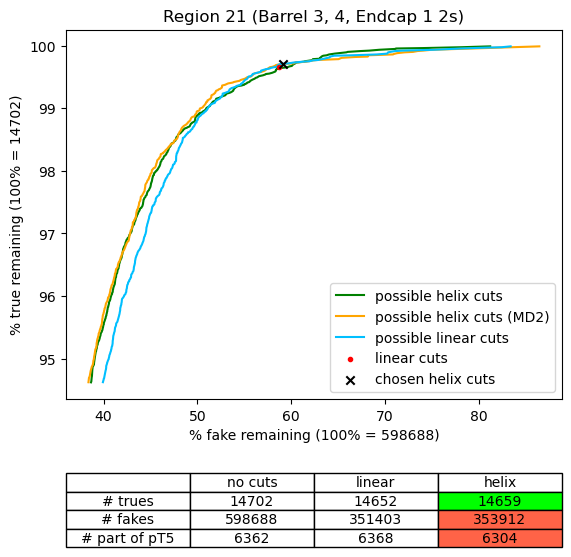 Region 21 (Barrel 3, 4, Endcap 1 2s)
% true remaining (100% = 14702)
100
99
98
97
96
95
possible helix cuts
possible helix cuts (MD2)
possible linear cuts
linear cuts
chosen helix cuts
40 50 60 70 80
% fake remaining (100% = 598688)
no cuts linear helix
# trues 14702 14652 14659
# fakes 598688 351403 353912
# part of pT5 6362 6368 6304